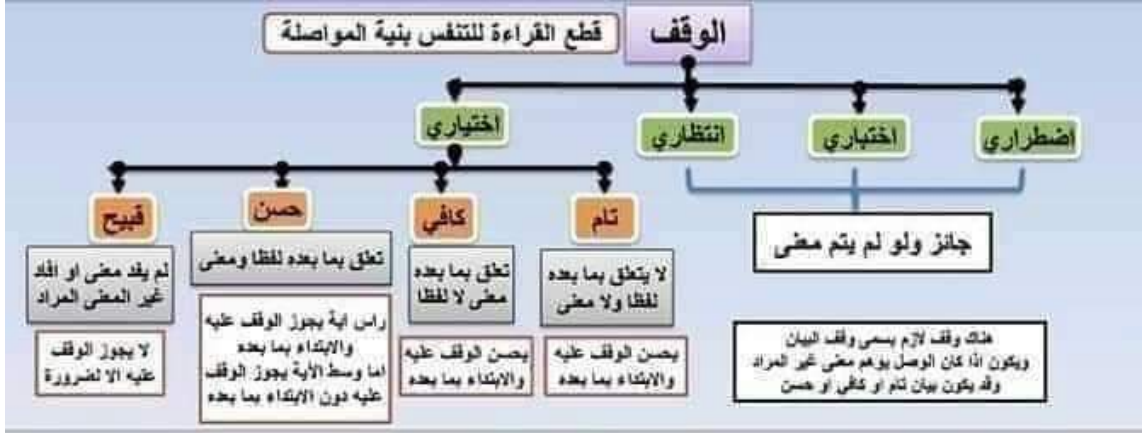 الوقف
قطع القراءة للتنفس بنية المواصلة
اضطراري
اختباري
انتظاري
اختياري
جائز ولو لم يتم معنى
تام
كافي
حسن
قبيح
لا يتعلق بما بعده
لفظا ولا معنى
تعلق بما بعده
معنى لا لفظا
تعلق بما بعده لفظا ومعنى
لم يفد معنى او افاد
غير المعنى المراد
يحسن الوقف عليه
والابتداء بما بعده
يحسن الوقف عليه
والابتداء بما بعده
راس اية يجوز الوقف عليه
والابتداء بما بعده
اما وسط الأية يجوز الوقف
عليه دون الابتداء بما بعده
لا يجوز الوقف
عليه الا لضرورة
هناك وقف لازم يسمى وقف البيان
ويكون اذا كان الوصل يوهم معنى غير المراد
وقد يكون بيان تام او كافي او حسن